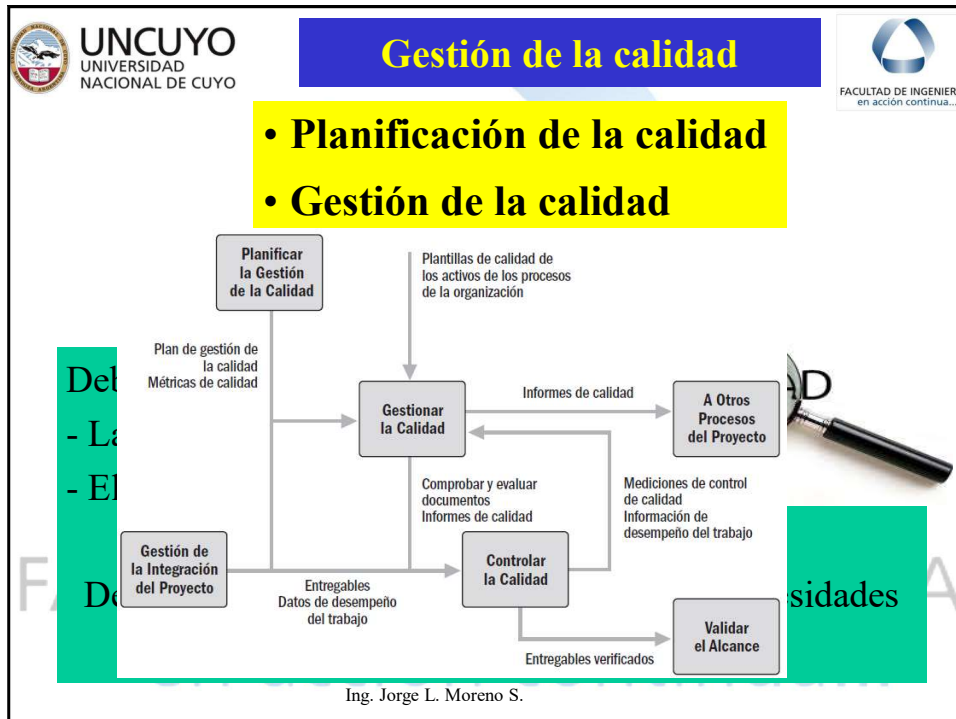 UNCUYO
UNIVERSIDAD
NACIONAL DE CUYO
Gestión de la calidad
FACULTAD DE INGENIER
en acción continua...
• Planificación de la calidad
• Gestión de la calidad
Planificar
la Gestión
de la Calidad
Plantillas de calidad de
los activos de los procesos
de la organización
Plan de gestión de
la calidad
Métricas de calidad
Gestionar
la Calidad
Informes de calidad
A Otros
Procesos
del Proyecto
AD
Deb
- La
- El
Comprobar y evaluar
documentos
Informes de calidad
Mediciones de control
de calidad
Información de
desempeño del trabajo
Gestión de
la Integración
del Proyecto
Entregables
Datos de desempeño
del trabajo
Controlar
la Calidad
De
esidades
Entregables verificados
Validar
el Alcance
Ing. Jorge L. Moreno S.